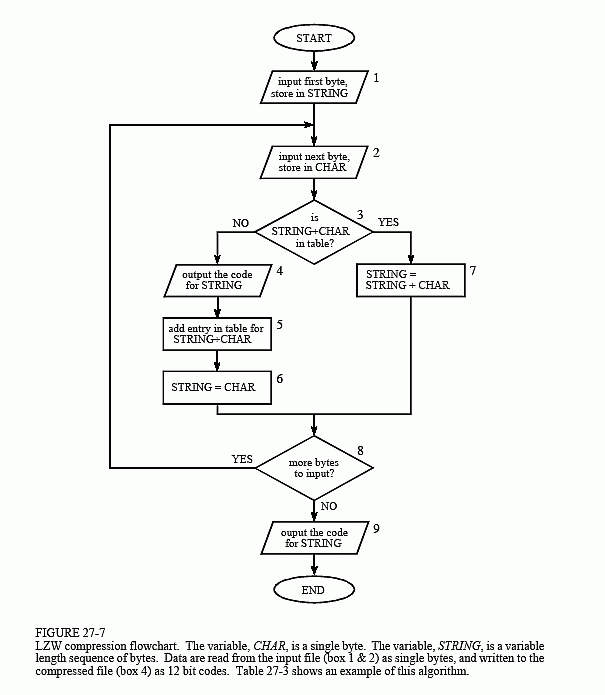 START
1
input first byte,
store in STRING
2
input next byte,
store in CHAR
3
NO
YES
is
STRING+CHAR
in table?
4
output the code
for STRING
7
STRING =
STRING + CHAR
5
add entry in table for
STRING+CHAR
6
STRING = CHAR
8
YES
more bytes
to input?
NO
9
ouput the code
for STRING
END
FIGURE 27-7
LZW compression flowchart. The variable, CHAR, is a single byte. The variable, STRING, is a variable
length sequence of bytes. Data are read from the input file (box 1 & 2) as single bytes, and written to the
compressed file (box 4) as 12 bit codes. Table 27-3 shows an example of this algorithm.